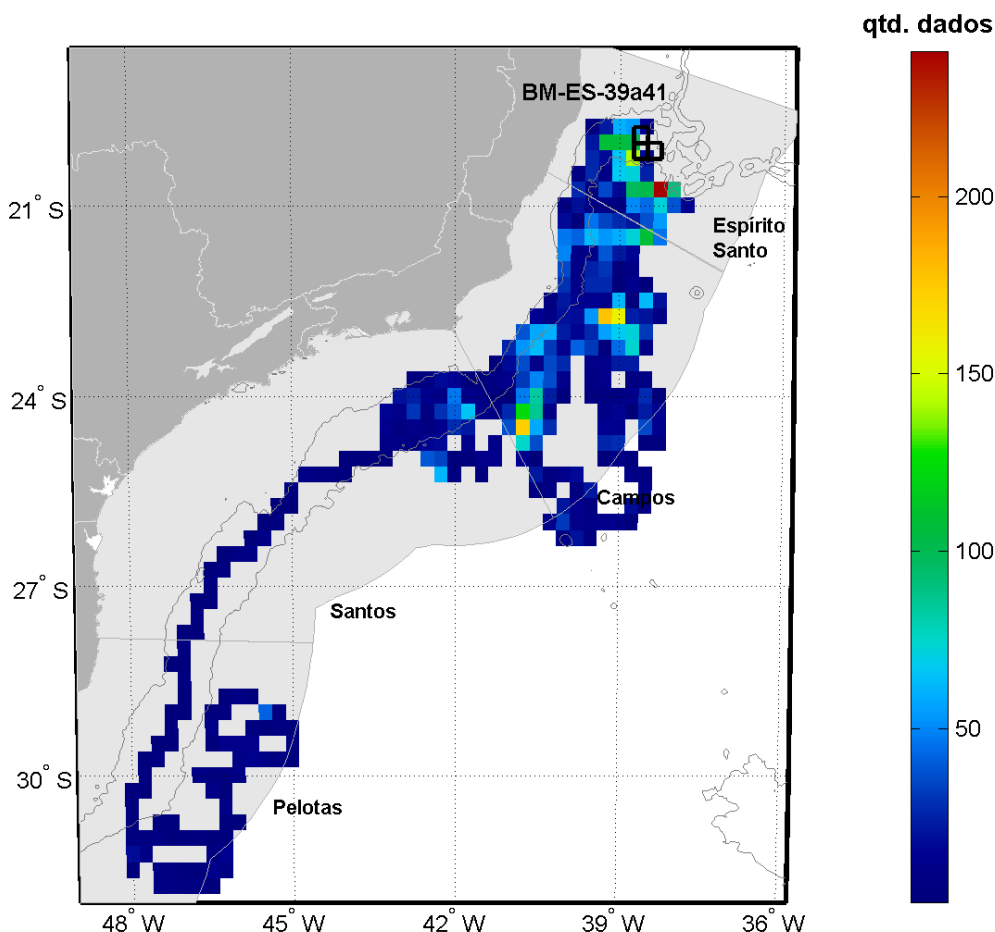 qtd. dados
BM-ES-39a41
200
21° S
Espírito
Santo
150
24° S
Campos
100
27° S
Santos
50
30° S
Pelotas
48° W
45° W
42° W
39° W
36° W